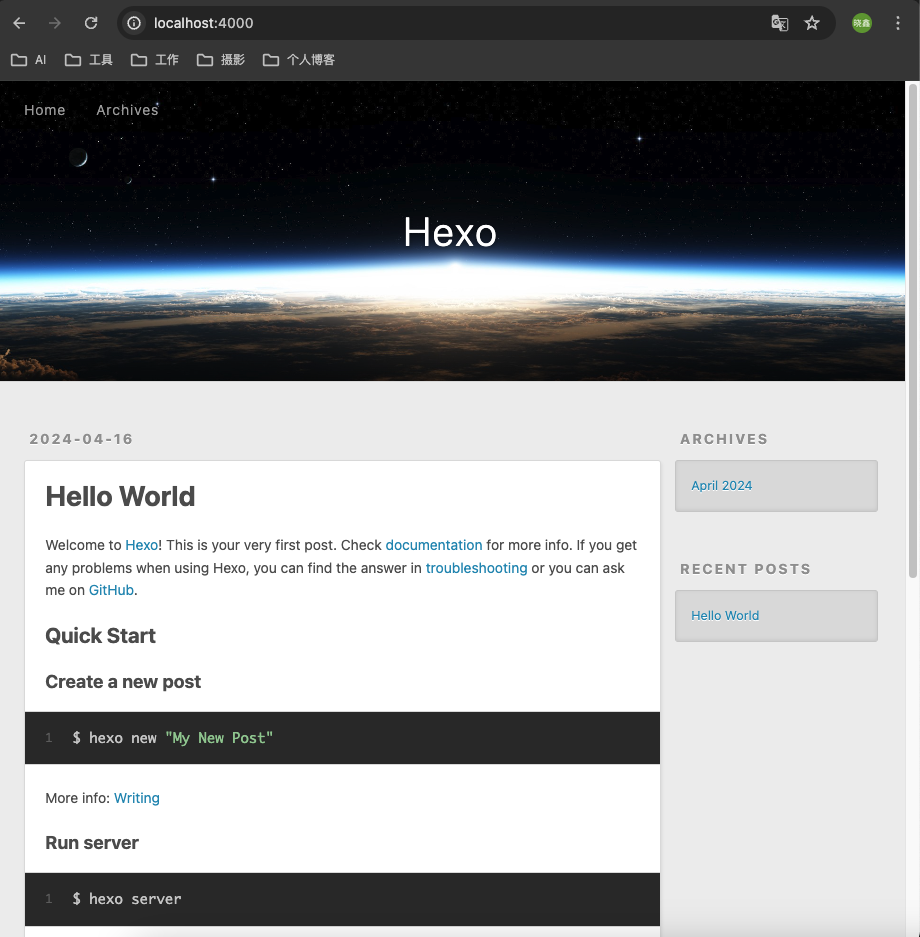 localhost:4000
晓鑫
AI 工具 工作 摄影 个人博客
Home Archives
Hexo
2024-04-16
Hello World
Welcome to Hexo! This is your very first post. Check documentation for more info. If you get
any problems when using Hexo, you can find the answer in troubleshooting or you can ask
me on GitHub.
Quick Start
Create a new post
1 $ hexo new "My New Post"
More info: Writing
Run server
1 $ hexo server
ARCHIVES
April 2024
RECENT POSTS
Hello World